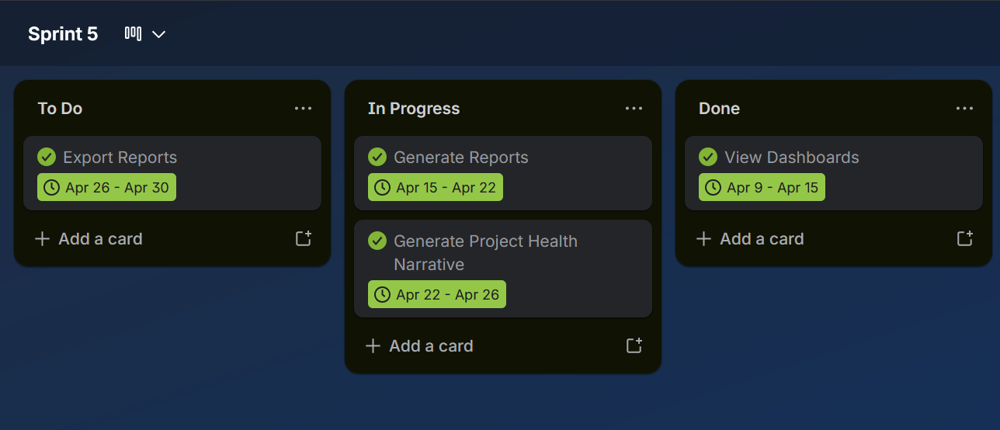 Sprint 5
To Do
Export Reports
Apr 26 - Apr 30
Add a card
In Progress
Generate Reports
Apr 15 - Apr 22
Generate Project Health
Narrative
Apr 22 - Apr 26
Add a card
Done
View Dashboards
Apr 9 - Apr 15
Add a card